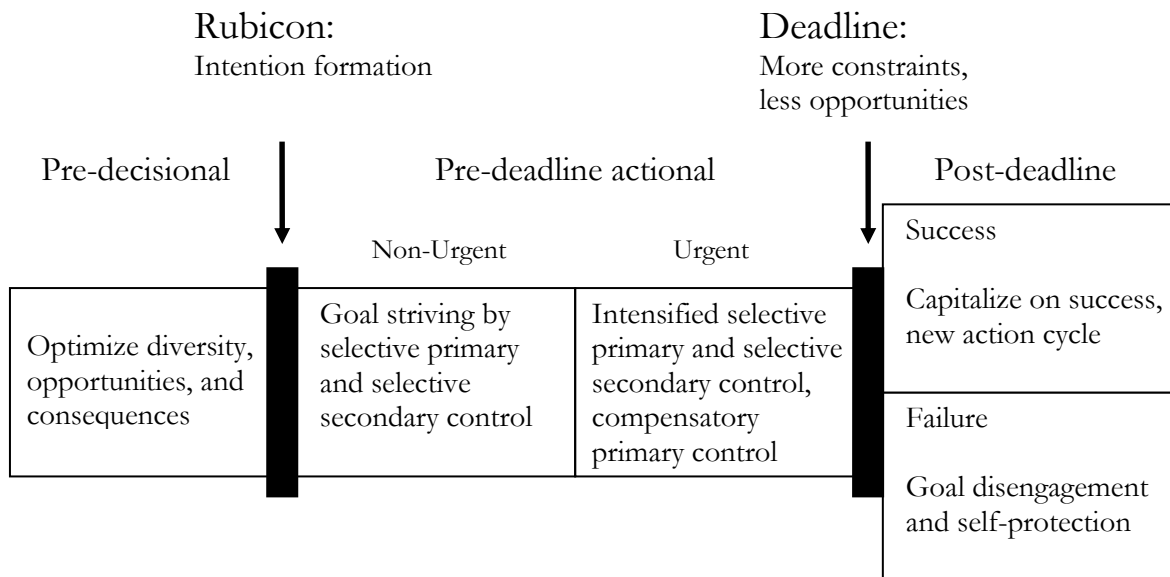 Rubicon:
Intention formation
Deadline:
More constraints,
less opportunities
Pre-decisional
Pre-deadline actional
Post-deadline
Non-Urgent
Urgent
Optimize diversity,
opportunities, and
consequences
Goal striving by
selective primary
and selective
secondary control
Intensified selective
primary and selective
secondary control,
compensatory
primary control
Success
Capitalize on success,
new action cycle
Failure
Goal disengagement
and self-protection